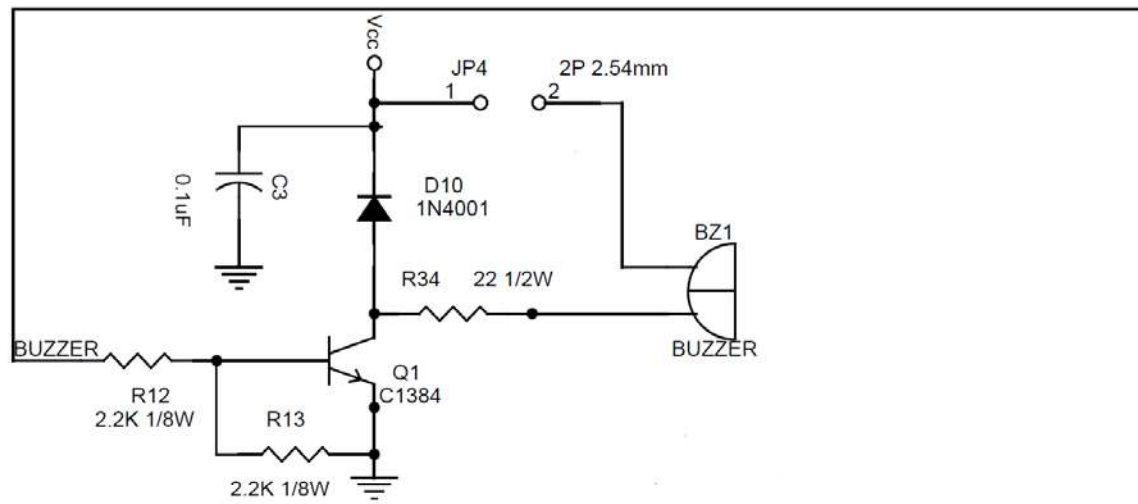 Vcc
JP4
2P 2.54mm
1
2
C3
0.1uF
D10
1N4001
BZ1
R34
22 1/2W
BUZZER
BUZZER
R12
2.2K 1/8W
Q1
C1384
R13
2.2K 1/8W